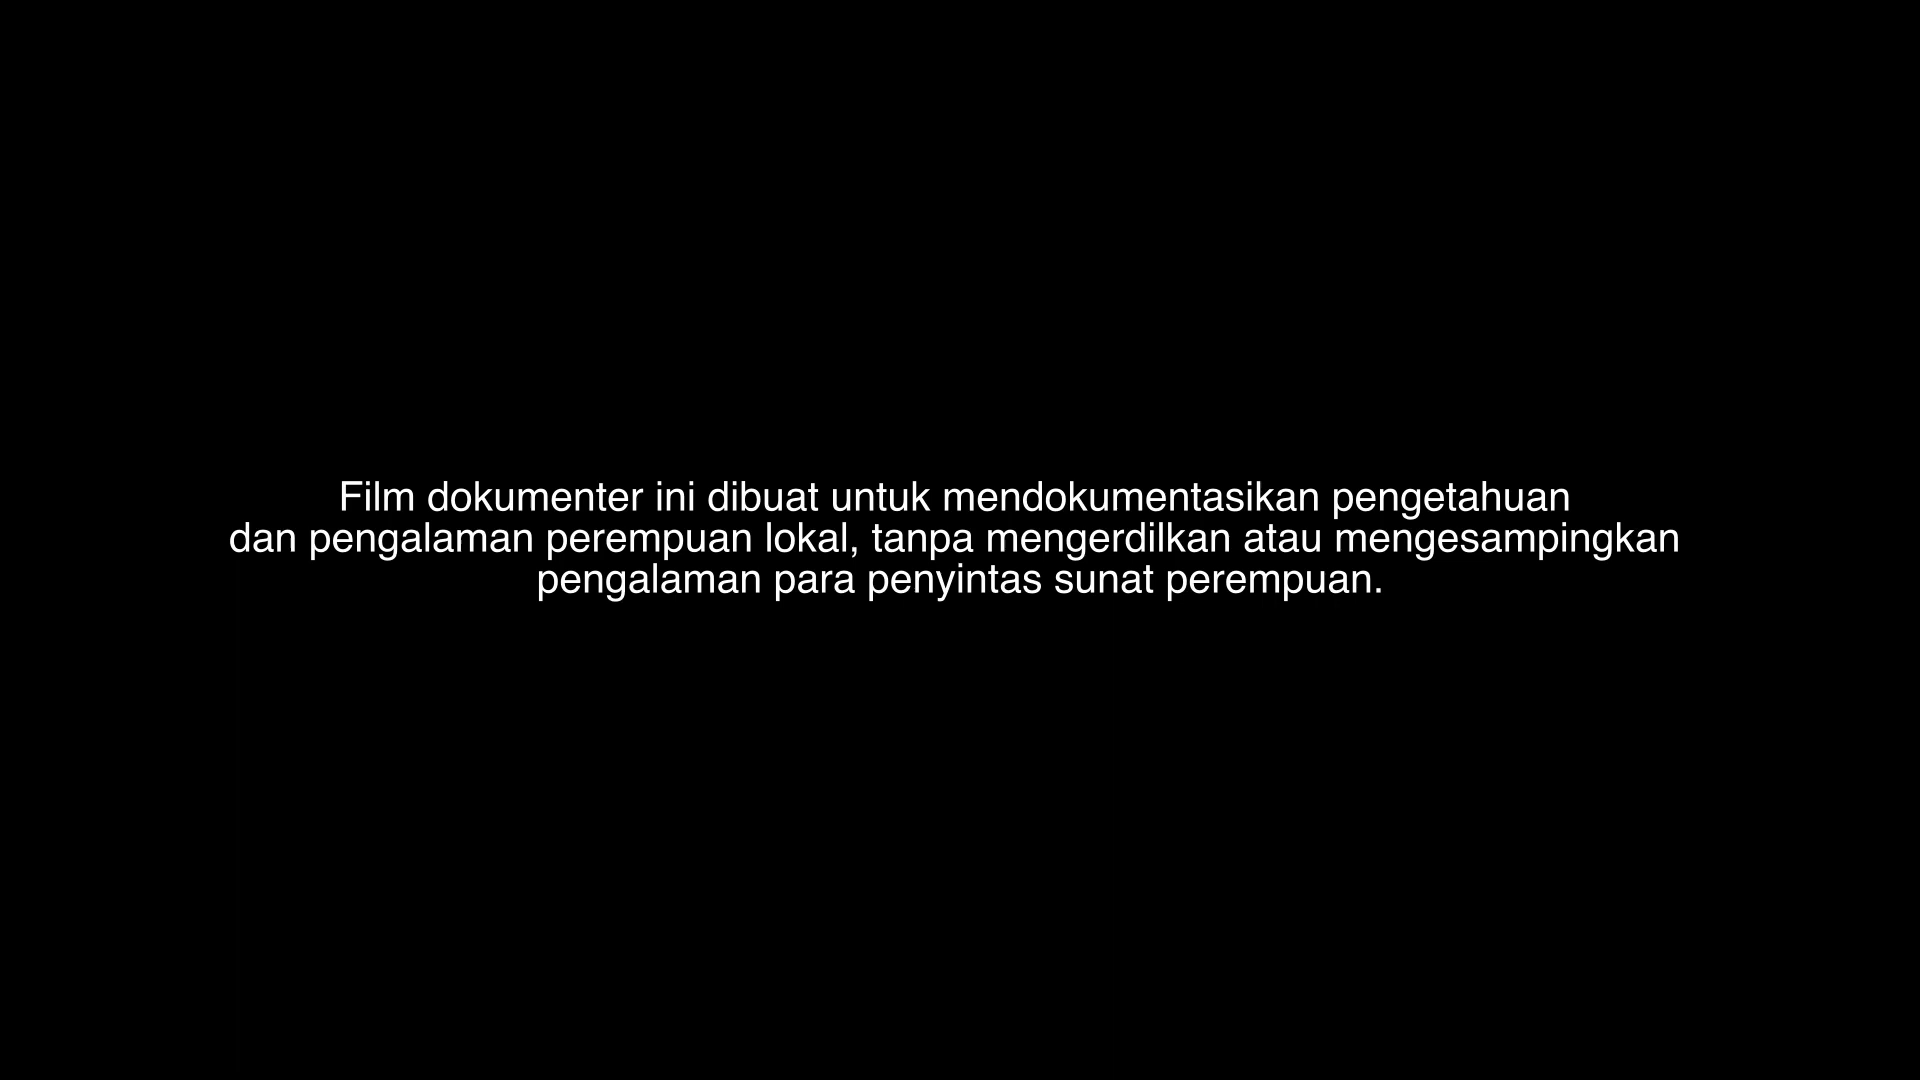 Film dokumenter ini dibuat untuk mendokumentasikan pengetahuan
dan pengalaman perempuan lokal, tanpa mengerdilkan atau mengesampingkan
pengalaman para penyintas sunat perempuan.